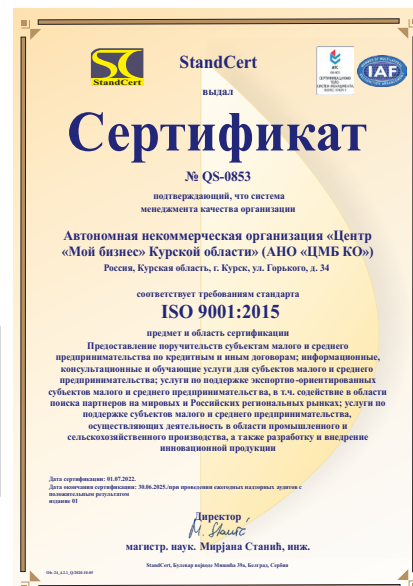 StandCert
SC
StandCert
IAF
выдал
Сертификат
№ QS-0853
подтверждающий, что система
менеджмента качества организации
Автономная некоммерческая организация «Центр
«Мой бизнес» Курской области» (АНО «ЦМБ КО»)
Россия, Курская область, г. Курск, ул. Горького, д. 34
соответствует требованиям стандарта
ISO 9001:2015
предмет и область сертификации
Предоставление поручительств субъектам малого и среднего
предпринимательства по кредитным и иным договорам; информационные,
консультационные и обучающие услуги для субъектов малого и среднего
предпринимательства; услуги по поддержке экспортно-ориентированных
субъектов малого и среднего предпринимательства, в т.ч. содействие в области
поиска партнеров на мировых и Российских региональных рынках; услуги по
поддержке субъектов малого и среднего предпринимательства,
осуществляющих деятельность в области промышленного и
сельскохозяйственного производства, а также разработку и внедрение
инновационной продукции
Дата сертификации: 01.07.2022.
Дата окончания сертификации: 30.06.2025./при проведении ежегодных надзорных аудитов с
положительным результатом
издание 01
Директор
M. Stanić
магистр. наук. Мирјана Станић, инж.
StandCert, Булевар војводе Мишића 39а, Белград, Сербия